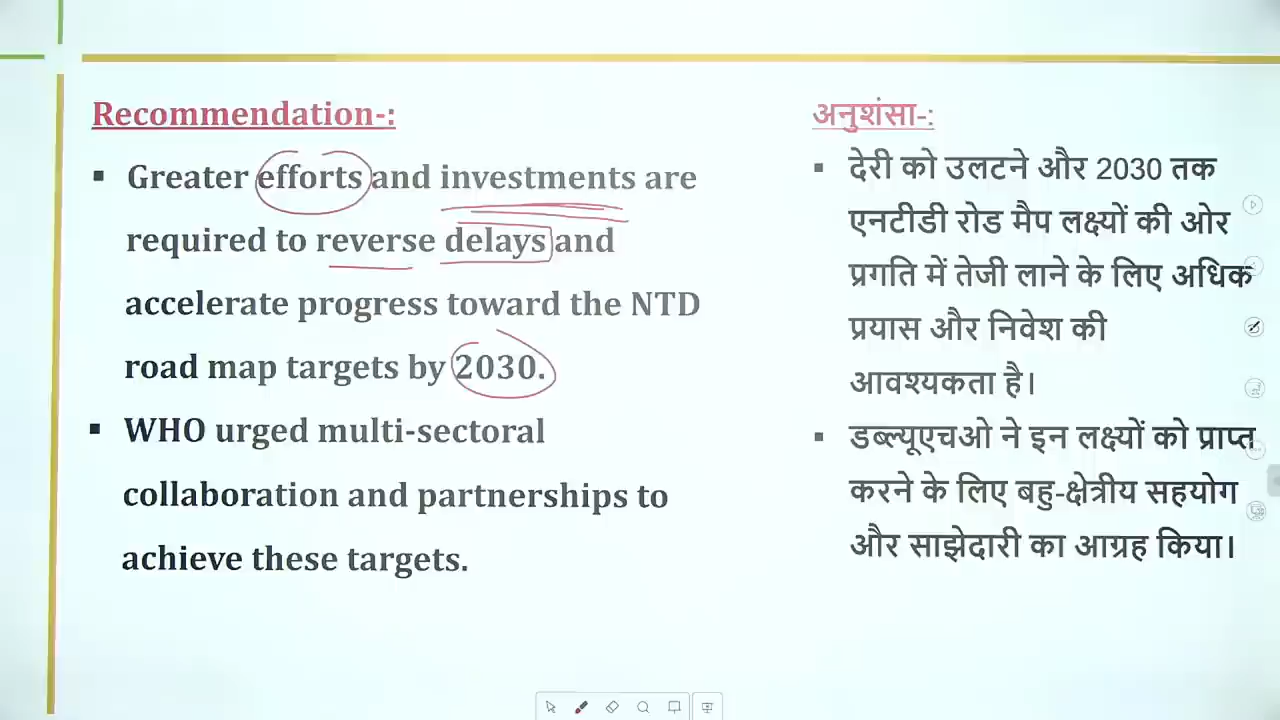 Recommendation-:
▪ Greater efforts and investments are
required to reverse delays and
accelerate progress toward the NTD
road map targets by 2030.
▪ WHO urged multi-sectoral
collaboration and partnerships to
achieve these targets.
अनुशंसा-:
▪ देरी को उलटने और 2030 तक
एनटीडी रोड मैप लक्ष्यों की ओर
प्रगति में तेजी लाने के लिए अधिक
प्रयास और निवेश की
आवश्यकता है।
▪ डब्ल्यूएचओ ने इन लक्ष्यों को प्राप्त
करने के लिए बहु-क्षेत्रीय सहयोग
और साझेदारी का आग्रह किया।